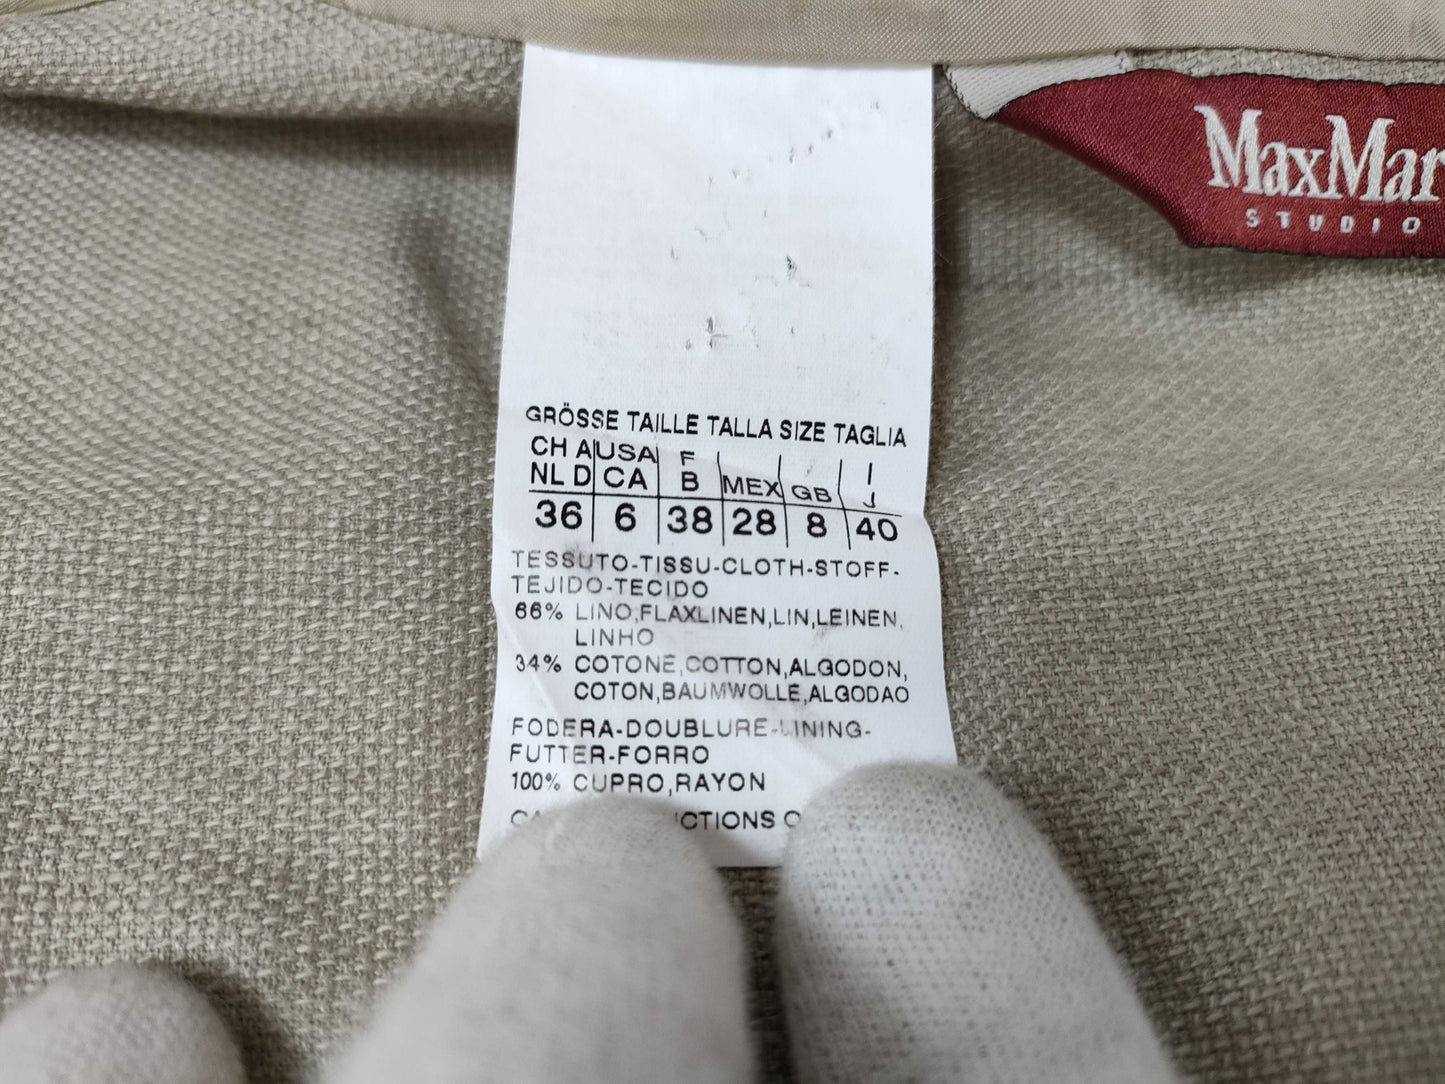 MaxMar
STUDIO
GRÖSSE TAILLE TALLA SIZE TAGLIA
CH A USA F I
NL D CA B MEX GB J
36 6 38 28 8 40
TESSUTO-TISSU-CLOTH-STOFF-
TEJIDO-TECIDO
66% LINO,FLAXLINEN,LIN,LEINEN,
LINHO
34% COTONE,COTTON,ALGODON,
COTON,BAUMWOLLE,ALGODAO
FODERA-DOUBLURE-LINING-
FUTTER-FORRO
100% CUPRO,RAYON